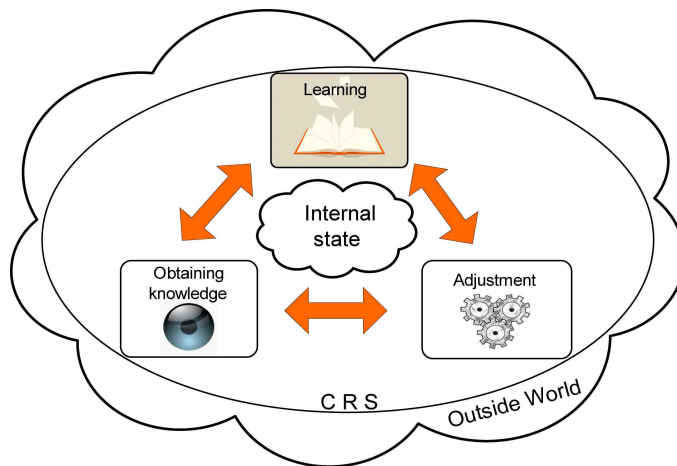 Learning
Internal
state
Obtaining
knowledge
Adjustment
C R S
Outside World